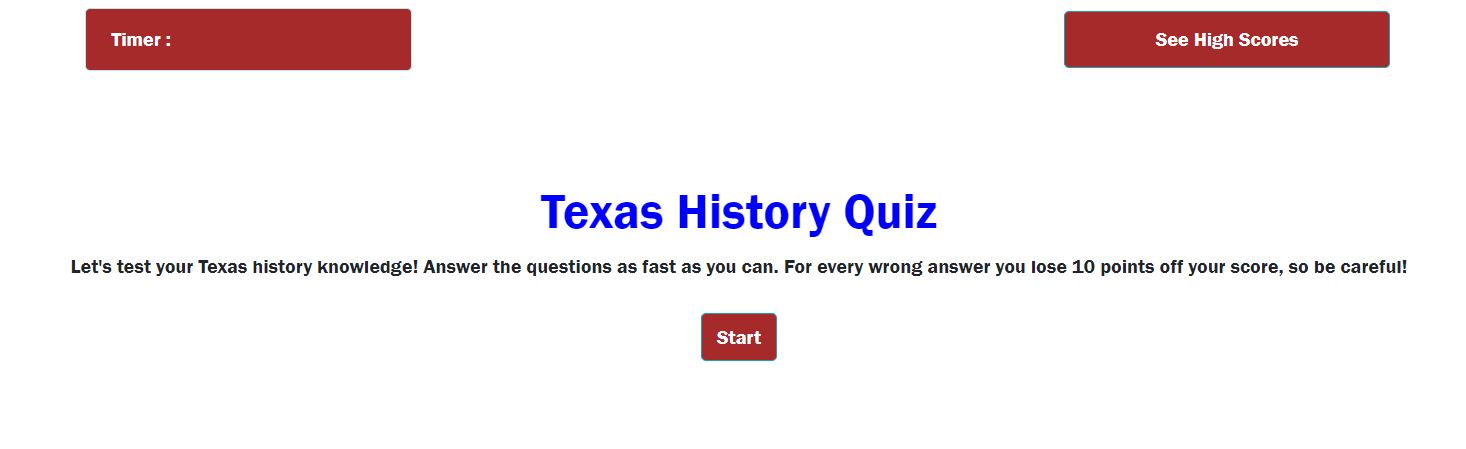 Timer :
See High Scores
Texas History Quiz
Let's test your Texas history knowledge! Answer the questions as fast as you can. For every wrong answer you lose 10 points off your score, so be careful!
Start